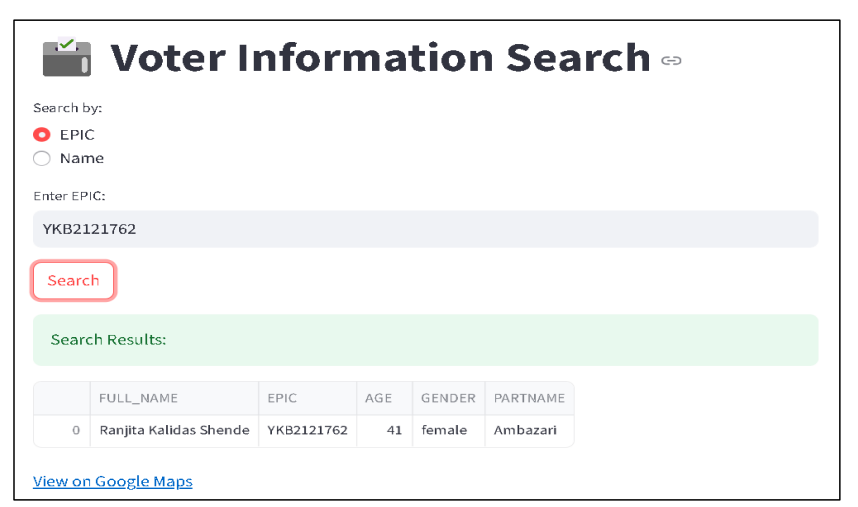 Voter Information Search
Search by:
EPIC
Name
Enter EPIC:
YKB2121762
Search
Search Results:
FULL_NAME EPIC AGE GENDER PARTNAME
0 Ranjita Kalidas Shende YKB2121762 41 female Ambazari
View on Google Maps